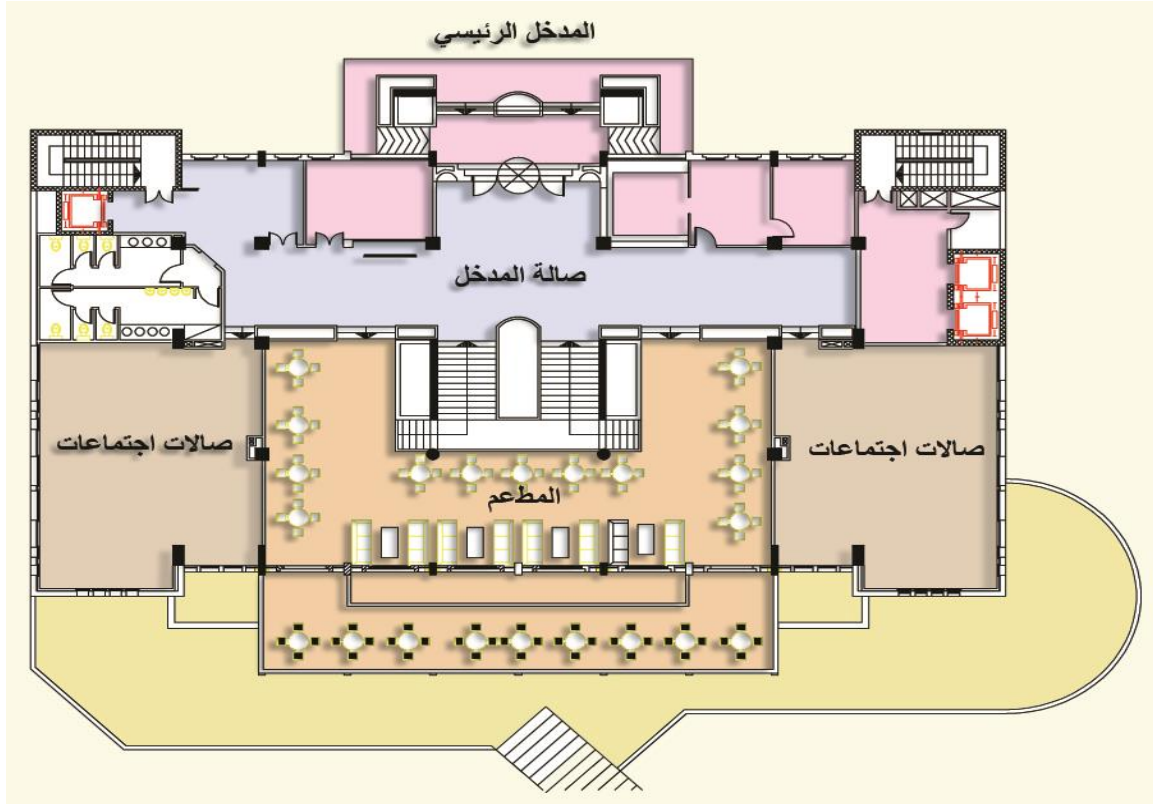 المدخل الرئيسي
صالة المدخل
صالات اجتماعات
صالات اجتماعات
المطعم